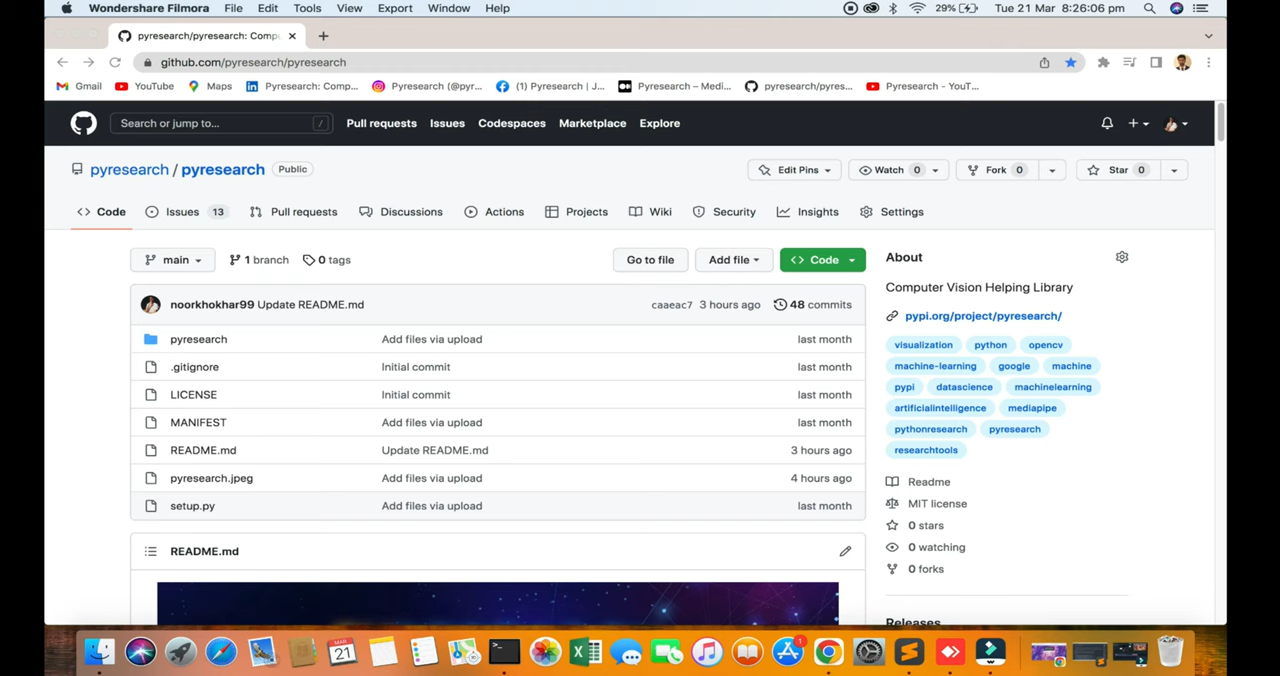 Wondershare Filmora File Edit Tools View Export Window Help 29% Tue 21 Mar 8:26:06 pm
pyresearch/pyresearch: Comp
github.com/pyresearch/pyresearch
Gmail YouTube Maps Pyresearch: Comp... Pyresearch (@pyr... (1) Pyresearch | J... Pyresearch – Medi... pyresearch/pyres... Pyresearch - YouT...
Search or jump to... / Pull requests Issues Codespaces Marketplace Explore
pyresearch / pyresearch Public Edit Pins Watch 0 Fork 0 Star 0
Code Issues 13 Pull requests Discussions Actions Projects Wiki Security Insights Settings
main 1 branch 0 tags Go to file Add file Code
noorkhokhar99 Update README.md caaeac7 3 hours ago 48 commits
pyresearch Add files via upload last month
.gitignore Initial commit last month
LICENSE Initial commit last month
MANIFEST Add files via upload last month
README.md Update README.md 3 hours ago
pyresearch.jpeg Add files via upload 4 hours ago
setup.py Add files via upload last month
README.md
About
Computer Vision Helping Library
pypi.org/project/pyresearch/
visualization python opencv
machine-learning google machine
pypi datascience machinelearning
artificialintelligence mediapipe
pythonresearch pyresearch
researchtools
Readme
MIT license
0 stars
0 watching
0 forks
Releases
MAR
21
1